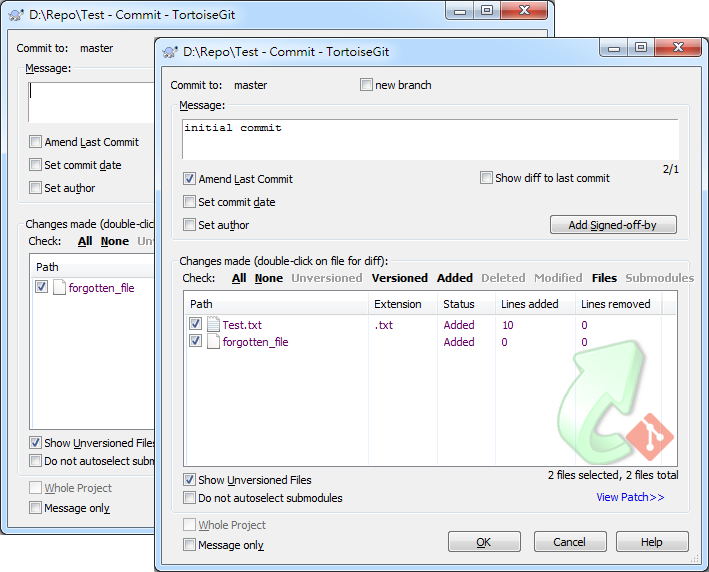 D:\Repo\Test - Commit - TortoiseGit
Commit to: master
Message:
Amend Last Commit
Set commit date
Set author
Changes made (double-click
Check: All None Un
Path
forgotten_file
Show Unversioned Files
Do not autoselect subm
Whole Project
Message only
D:\Repo\Test - Commit - TortoiseGit
Commit to: master new branch
Message:
initial commit
2/1
Amend Last Commit Show diff to last commit
Set commit date
Set author Add Signed-off-by
Changes made (double-click on file for diff):
Check: All None Unversioned Versioned Added Deleted Modified Files Submodules
Path Extension Status Lines added Lines removed
Test.txt .txt Added 10 0
forgotten_file Added 0 0
Show Unversioned Files 2 files selected, 2 files total
Do not autoselect submodules View Patch>>
Whole Project
Message only OK Cancel Help